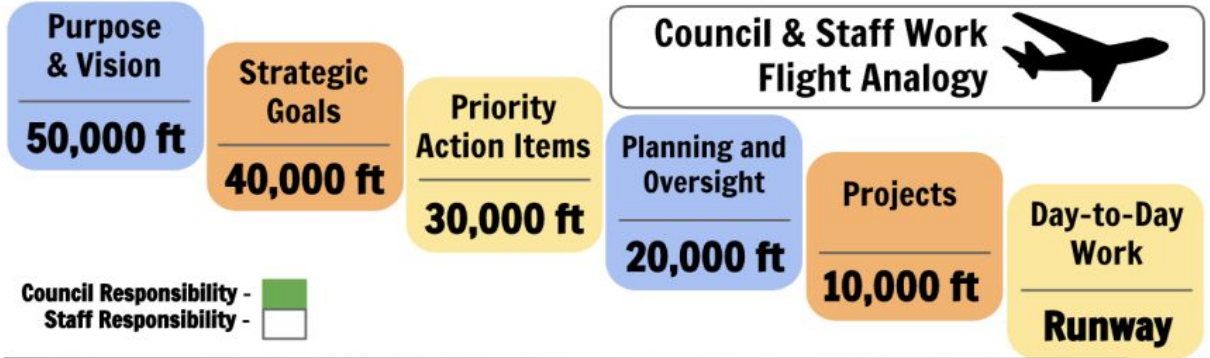 Purpose
& Vision
50,000 ft
Strategic
Goals
40,000 ft
Priority
Action Items
30,000 ft
Council & Staff Work
Flight Analogy
Planning and
Oversight
20,000 ft
Projects
10,000 ft
Day-to-Day
Work
Runway
Council Responsibility -
Staff Responsibility -